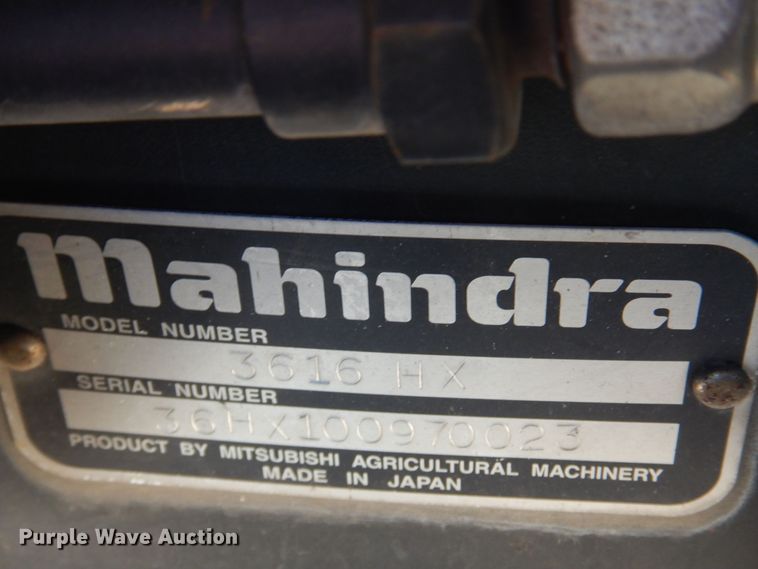 mahindra
MODEL NUMBER
3616 HX
SERIAL NUMBER
36HX100970023
PRODUCT BY MITSUBISHI AGRICULTURAL MACHINERY
MADE IN JAPAN
Purple Wave Auction